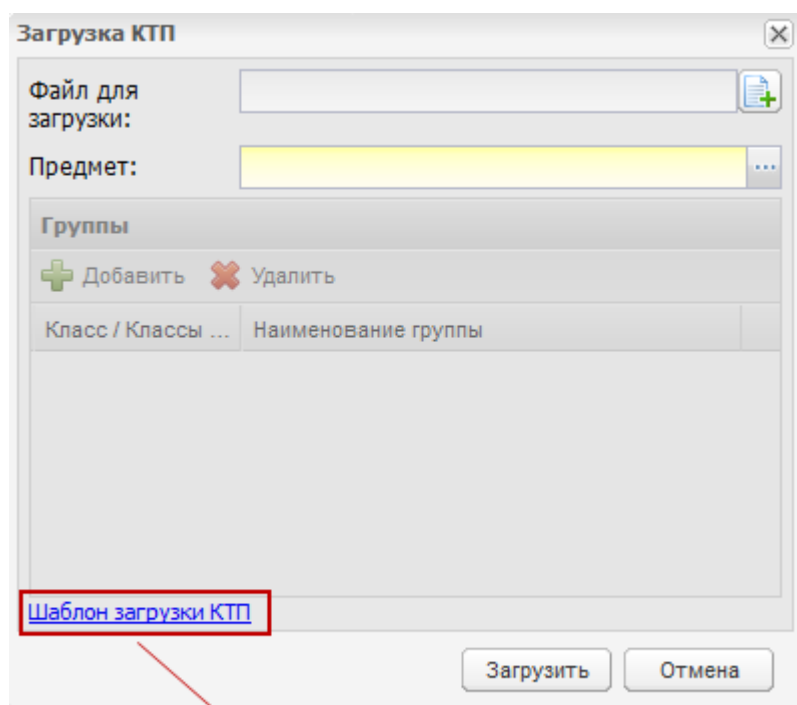 Загрузка КТП
Файл для
загрузки:
Предмет:
Группы
Добавить Удалить
Класс / Классы ... Наименование группы
Шаблон загрузки КТП
Загрузить Отмена